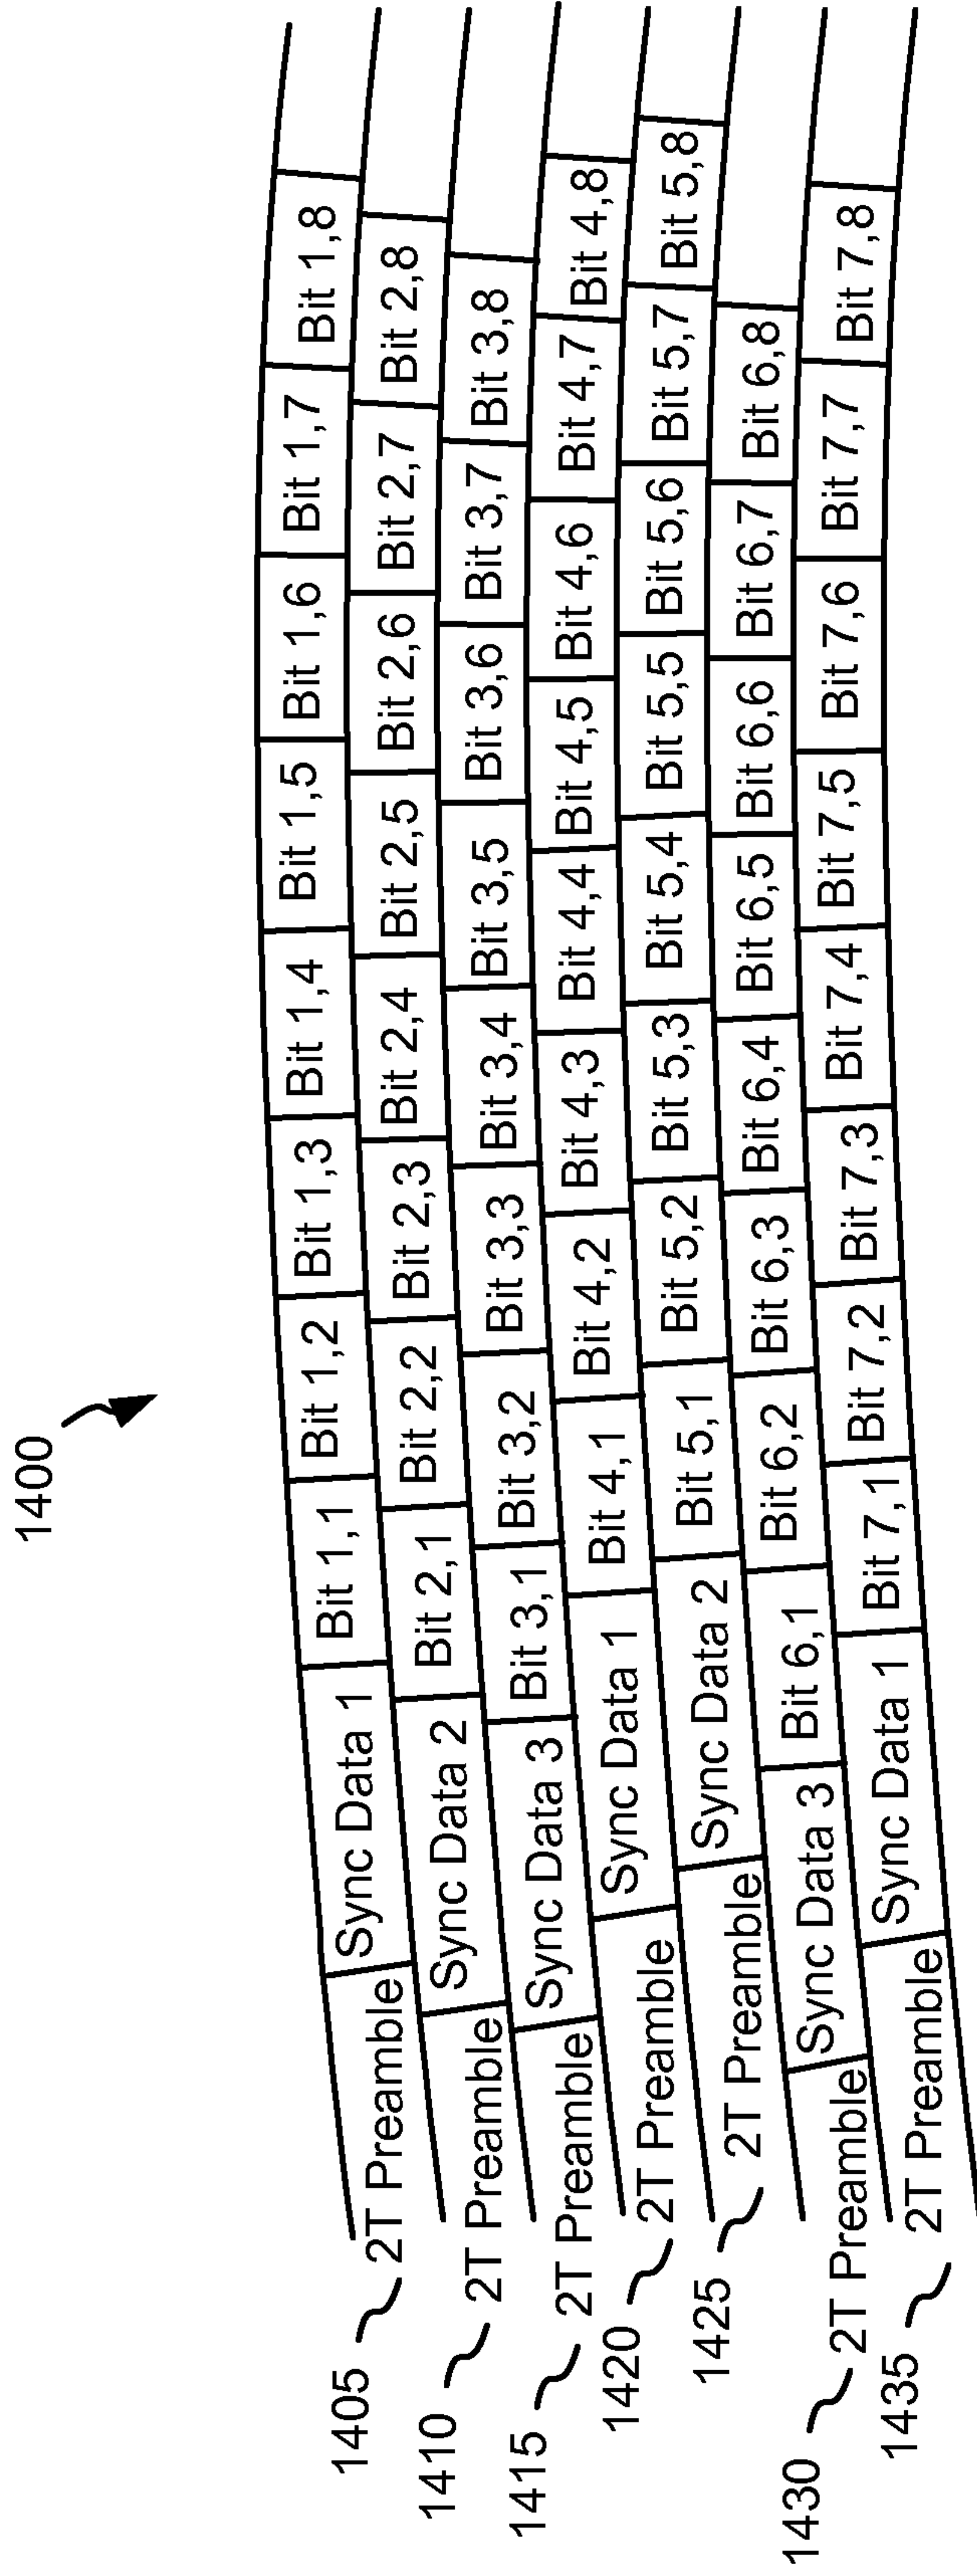 1400
1405 2T Preamble Sync Data 1 Bit 1,1 Bit 1,2 Bit 1,3 Bit 1,4 Bit 1,5 Bit 1,6 Bit 1,7 Bit 1,8
1410 2T Preamble Sync Data 2 Bit 2,1 Bit 2,2 Bit 2,3 Bit 2,4 Bit 2,5 Bit 2,6 Bit 2,7 Bit 2,8
1415 2T Preamble Sync Data 3 Bit 3,1 Bit 3,2 Bit 3,3 Bit 3,4 Bit 3,5 Bit 3,6 Bit 3,7 Bit 3,8
1420 2T Preamble Sync Data 1 Bit 4,1 Bit 4,2 Bit 4,3 Bit 4,4 Bit 4,5 Bit 4,6 Bit 4,7 Bit 4,8
1425 2T Preamble Sync Data 2 Bit 5,1 Bit 5,2 Bit 5,3 Bit 5,4 Bit 5,5 Bit 5,6 Bit 5,7 Bit 5,8
1430 2T Preamble Sync Data 3 Bit 6,1 Bit 6,2 Bit 6,3 Bit 6,4 Bit 6,5 Bit 6,6 Bit 6,7 Bit 6,8
1435 2T Preamble Sync Data 1 Bit 7,1 Bit 7,2 Bit 7,3 Bit 7,4 Bit 7,5 Bit 7,6 Bit 7,7 Bit 7,8